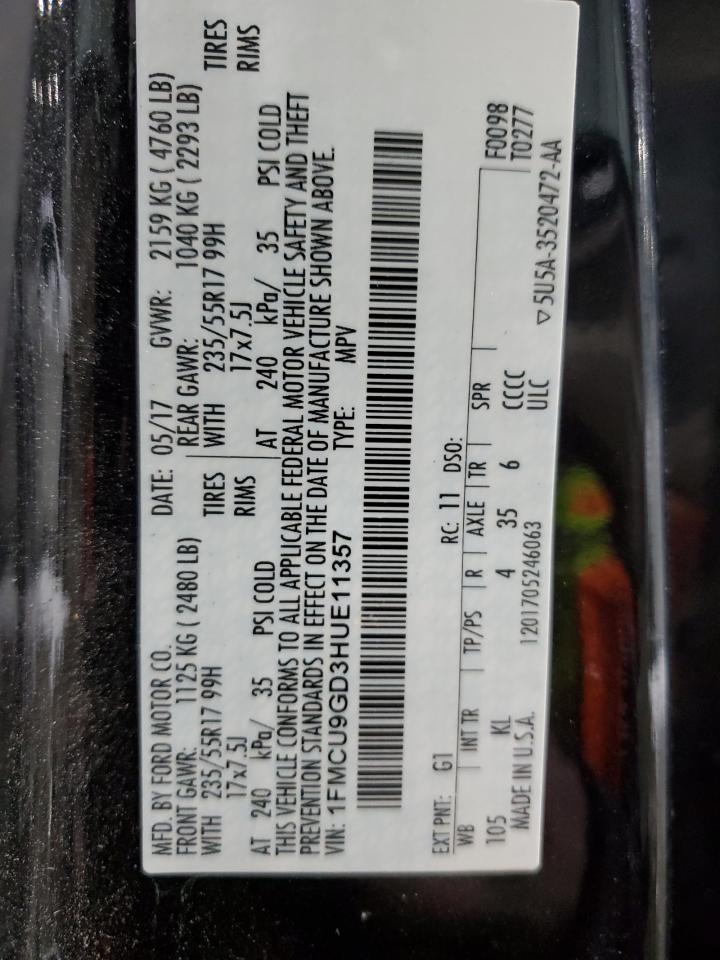 MFD. BY FORD MOTOR CO. DATE: 05/17 GVWR: 2159 KG ( 4760 LB)
FRONT GAWR: 1125 KG ( 2480 LB) REAR GAWR: 1040 KG ( 2293 LB)
WITH 235/55R17 99H TIRES WITH 235/55R17 99H TIRES
17x7.5J RIMS 17x7.5J RIMS
AT 240 kPa/ 35 PSI COLD AT 240 kPa/ 35 PSI COLD
THIS VEHICLE CONFORMS TO ALL APPLICABLE FEDERAL MOTOR VEHICLE SAFETY AND THEFT
PREVENTION STANDARDS IN EFFECT ON THE DATE OF MANUFACTURE SHOWN ABOVE.
VIN: 1FMCU9GD3HUE11357 TYPE: MPV
EXT PNT: G1 RC: 11 DSO:
WB INT TR TP/PS R AXLE TR SPR F0098
105 KL 4 35 6 CCCC T0277
MADE IN U.S.A. 1201705246063 ULC ▽5U5A-3520472-AA